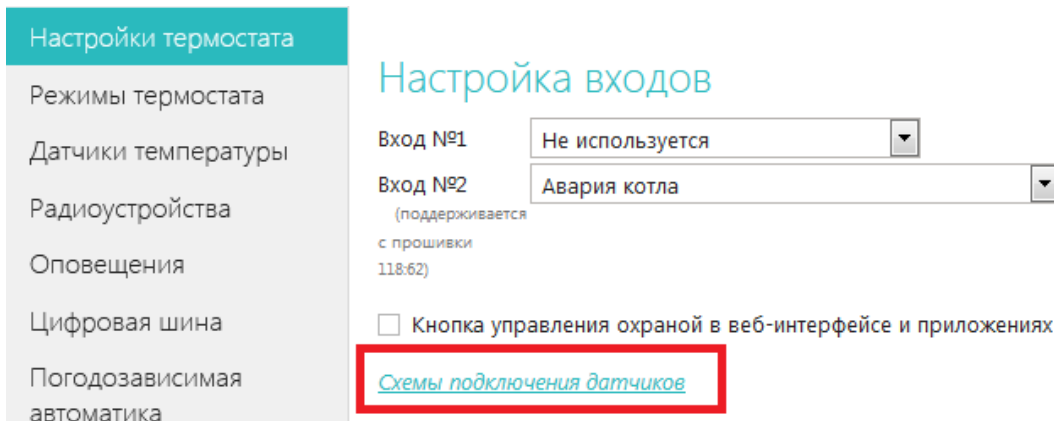 Настройки термостата
Режимы термостата
Датчики температуры
Радиоустройства
Оповещения
Цифровая шина
Погодозависимая
автоматика
Настройка входов
Вход №1 Не используется
Вход №2 Авария котла
(поддерживается
с прошивки
118:62)
Кнопка управления охраной в веб-интерфейсе и приложениях
Схемы подключения датчиков